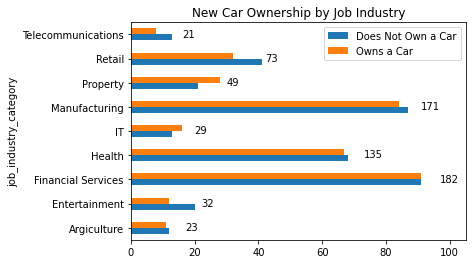 New Car Ownership by Job Industry
Does Not Own a Car
Owns a Car
job_industry_category
Telecommunications 21
Retail 73
Property 49
Manufacturing 171
IT 29
Health 135
Financial Services 182
Entertainment 32
Argiculture 23
0 20 40 60 80 100